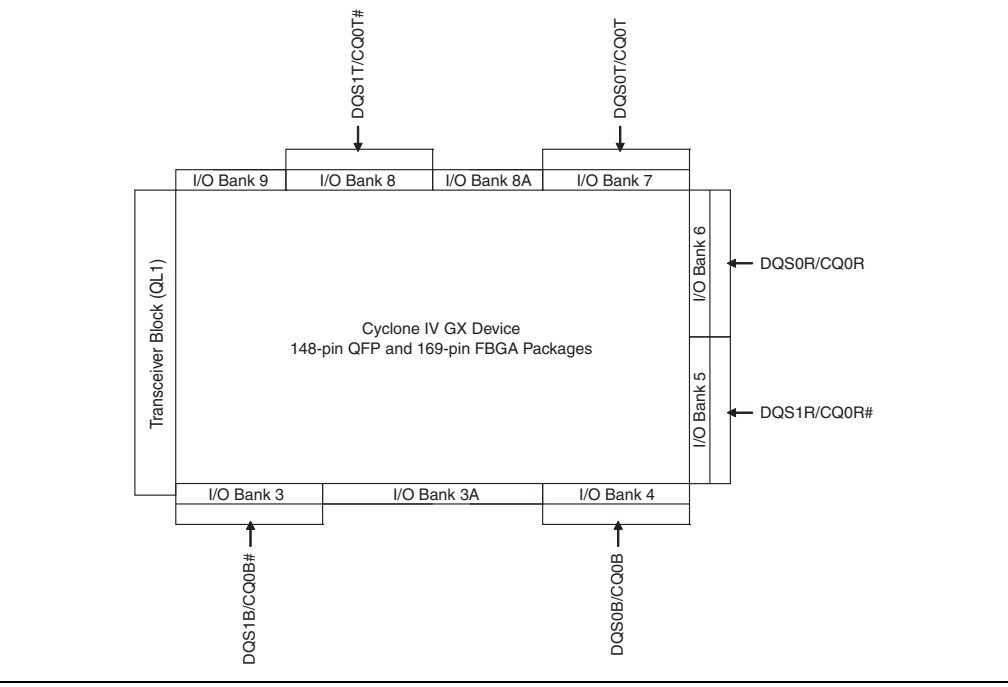 DQS1T/CQ0T#
DQS0T/CQ0T
I/O Bank 9
I/O Bank 8
I/O Bank 8A
I/O Bank 7
Transceiver Block (QL1)
I/O Bank 6
DQS0R/CQ0R
Cyclone IV GX Device
148-pin QFP and 169-pin FBGA Packages
I/O Bank 5
DQS1R/CQ0R#
I/O Bank 3
I/O Bank 3A
I/O Bank 4
DQS1B/CQ0B#
DQS0B/CQ0B